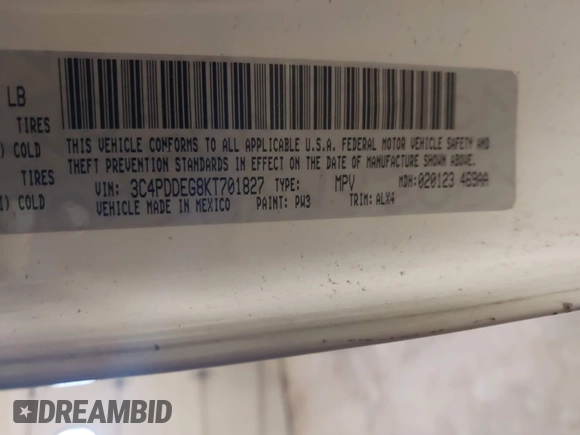 LB
TIRES
) COLD
TIRES
I) COLD
THIS VEHICLE CONFORMS TO ALL APPLICABLE U.S.A. FEDERAL MOTOR VEHICLE SAFETY AND
THEFT PREVENTION STANDARDS IN EFFECT ON THE DATE OF MANUFACTURE SHOWN ABOVE.
VIN: 3C4PDDEG8KT701827 TYPE: MPV MDH:020123 469AA
VEHICLE MADE IN MEXICO PAINT: PW3 TRIM: ALX4
DREAMBID